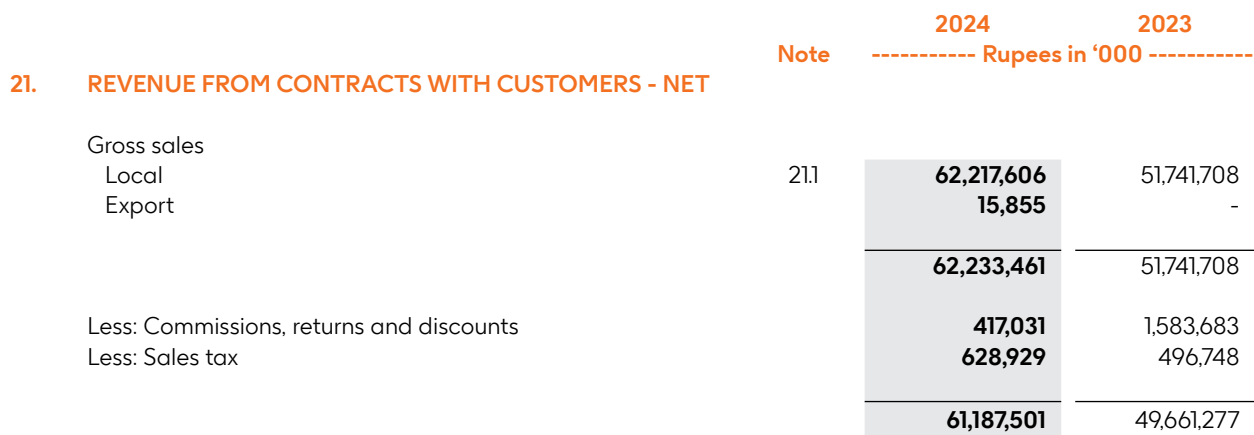 2024 2023
Note ----------- Rupees in ‘000 -----------
21. REVENUE FROM CONTRACTS WITH CUSTOMERS - NET
Gross sales
Local 21.1 62,217,606 51,741,708
Export 15,855 -
62,233,461 51,741,708
Less: Commissions, returns and discounts 417,031 1,583,683
Less: Sales tax 628,929 496,748
61,187,501 49,661,277